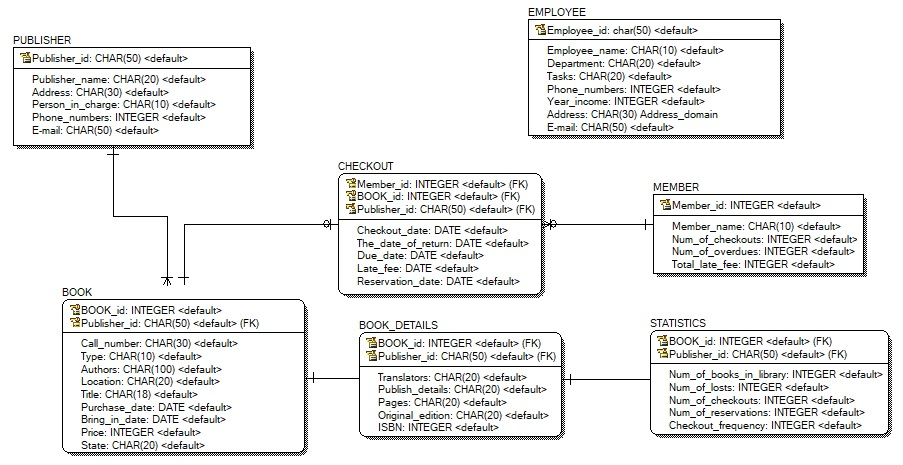 PUBLISHER
Publisher_id: CHAR(50) <default>
Publisher_name: CHAR(20) <default>
Address: CHAR(30) <default>
Person_in_charge: CHAR(10) <default>
Phone_numbers: INTEGER <default>
E-mail: CHAR(50) <default>
EMPLOYEE
Employee_id: char(50) <default>
Employee_name: CHAR(10) <default>
Department: CHAR(20) <default>
Tasks: CHAR(20) <default>
Phone_numbers: INTEGER <default>
Year_income: INTEGER <default>
Address: CHAR(30) Address_domain
E-mail: CHAR(50) <default>
CHECKOUT
Member_id: INTEGER <default> (FK)
BOOK_id: INTEGER <default> (FK)
Publisher_id: CHAR(50) <default> (FK)
Checkout_date: DATE <default>
The_date_of_return: DATE <default>
Due_date: DATE <default>
Late_fee: DATE <default>
Reservation_date: DATE <default>
MEMBER
Member_id: INTEGER <default>
Member_name: CHAR(10) <default>
Num_of_checkouts: INTEGER <default>
Num_of_overdues: INTEGER <default>
Total_late_fee: INTEGER <default>
BOOK
BOOK_id: INTEGER <default>
Publisher_id: CHAR(50) <default> (FK)
Call_number: CHAR(30) <default>
Type: CHAR(10) <default>
Authors: CHAR(100) <default>
Location: CHAR(20) <default>
Title: CHAR(18) <default>
Purchase_date: DATE <default>
Bring_in_date: DATE <default>
Price: INTEGER <default>
State: CHAR(20) <default>
BOOK_DETAILS
BOOK_id: INTEGER <default> (FK)
Publisher_id: CHAR(50) <default> (FK)
Translators: CHAR(20) <default>
Publish_details: CHAR(20) <default>
Pages: CHAR(20) <default>
Original_edition: CHAR(20) <default>
ISBN: INTEGER <default>
STATISTICS
BOOK_id: INTEGER <default> (FK)
Publisher_id: CHAR(50) <default> (FK)
Num_of_books_in_library: INTEGER <default>
Num_of_losts: INTEGER <default>
Num_of_checkouts: INTEGER <default>
Num_of_reservations: INTEGER <default>
Checkout_frequency: INTEGER <default>